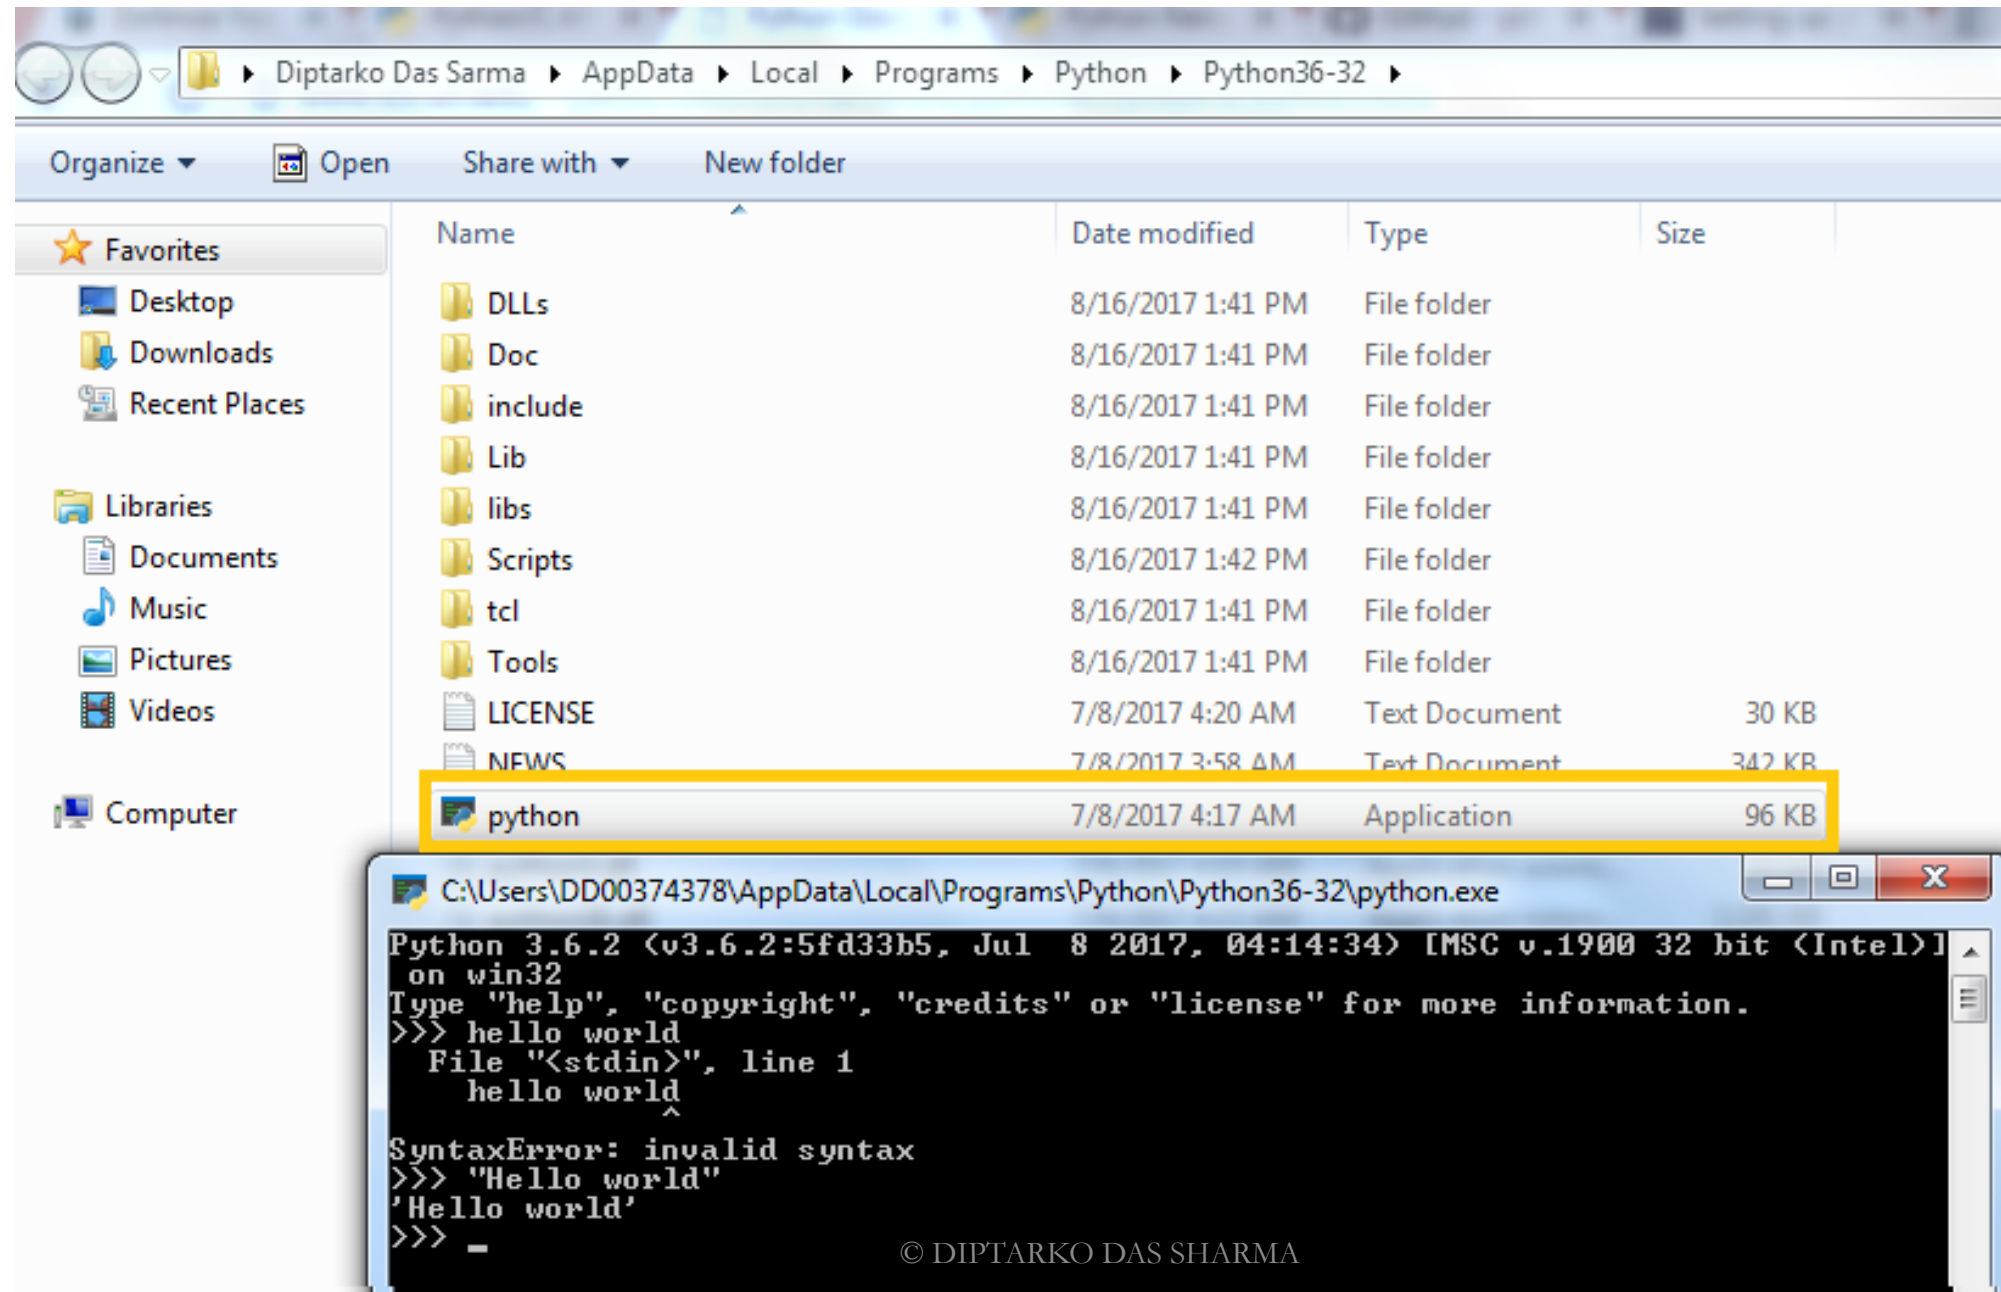 Diptarko Das Sarma AppData Local Programs Python Python36-32
Organize Open Share with New folder
Name Date modified Type Size
Favorites
Desktop
Downloads
Recent Places
Libraries
Documents
Music
Pictures
Videos
Computer
DLLs 8/16/2017 1:41 PM File folder
Doc 8/16/2017 1:41 PM File folder
include 8/16/2017 1:41 PM File folder
Lib 8/16/2017 1:41 PM File folder
libs 8/16/2017 1:41 PM File folder
Scripts 8/16/2017 1:42 PM File folder
tcl 8/16/2017 1:41 PM File folder
Tools 8/16/2017 1:41 PM File folder
LICENSE 7/8/2017 4:20 AM Text Document 30 KB
NEWS 7/8/2017 3:58 AM Text Document 342 KB
python 7/8/2017 4:17 AM Application 96 KB
C:\Users\DD00374378\AppData\Local\Programs\Python\Python36-32\python.exe
Python 3.6.2 (v3.6.2:5fd33b5, Jul  8 2017, 04:14:34) [MSC v.1900 32 bit (Intel)]
 on win32
Type "help", "copyright", "credits" or "license" for more information.
>>> hello world
  File "<stdin>", line 1
    hello world
              ^
SyntaxError: invalid syntax
>>> "Hello world"
'Hello world'
>>> _
© DIPTARKO DAS SHARMA